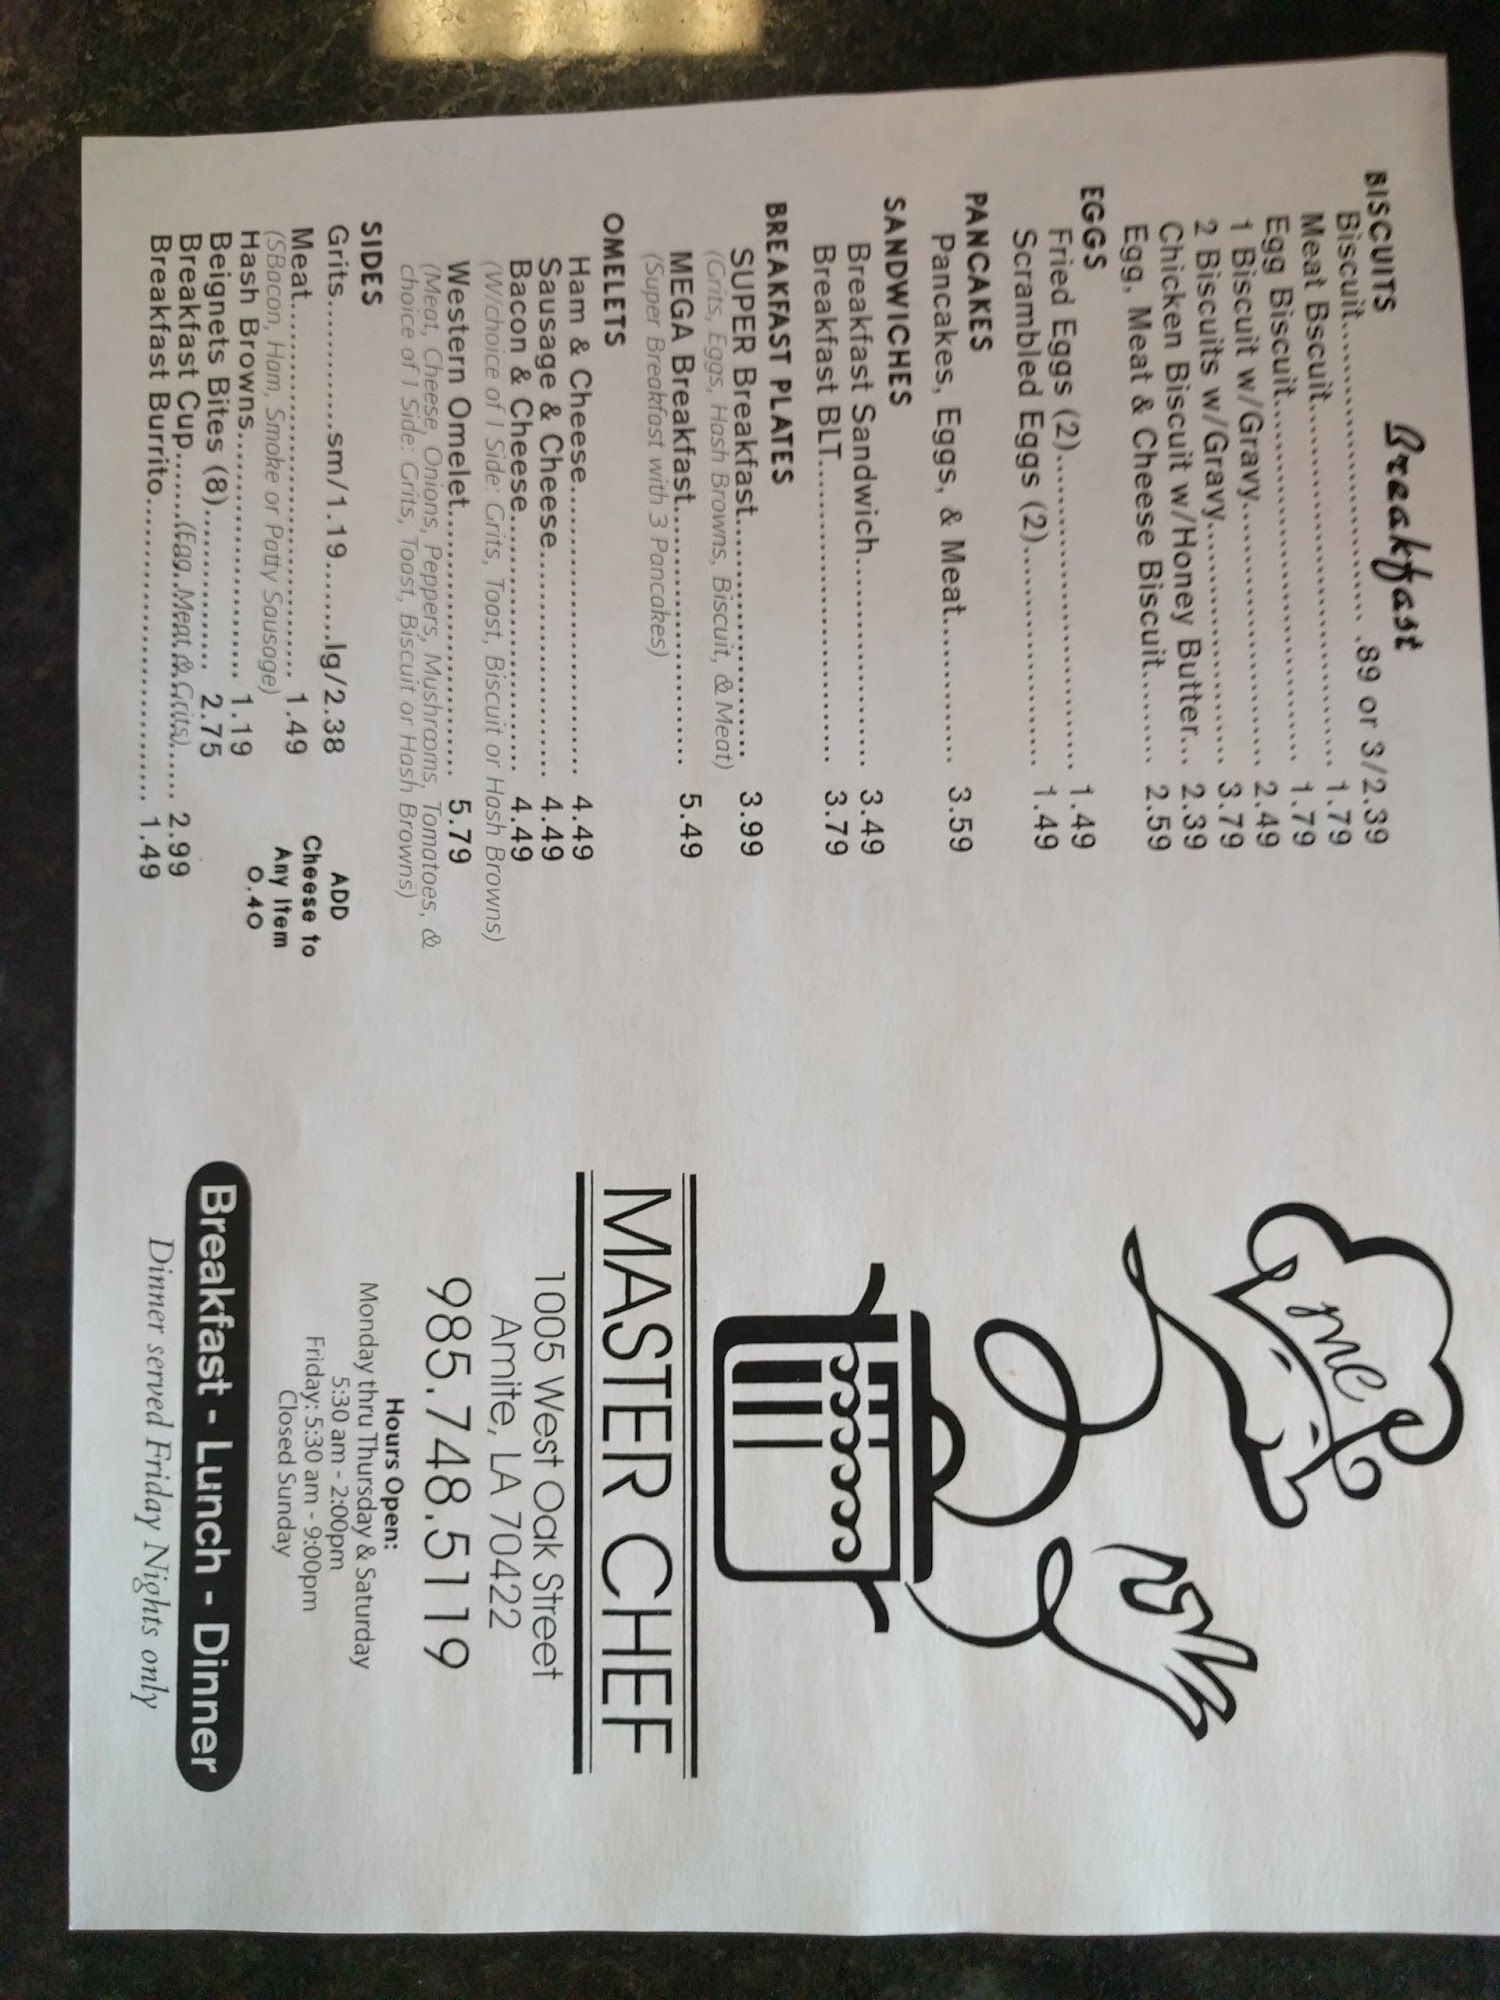 Breakfast
BISCUITS
Biscuit........................... .89 or 3/2.39
Meat Bscuit.......................... 1.79
Egg Biscuit............................ 1.79
1 Biscuit w/Gravy..................... 2.49
2 Biscuits w/Gravy................... 3.79
Chicken Biscuit w/Honey Butter... 2.39
Egg, Meat & Cheese Biscuit......... 2.59
EGGS
Fried Eggs (2)......................... 1.49
Scrambled Eggs (2)................... 1.49
PANCAKES
Pancakes, Eggs, & Meat............. 3.59
SANDWICHES
Breakfast Sandwich.................. 3.49
Breakfast BLT.......................... 3.79
BREAKFAST PLATES
SUPER Breakfast..................... 3.99
(Grits, Eggs, Hash Browns, Biscuit, & Meat)
MEGA Breakfast...................... 5.49
(Super Breakfast with 3 Pancakes)
OMELETS
Ham & Cheese......................... 4.49
Sausage & Cheese................... 4.49
Bacon & Cheese...................... 4.49
(W/choice of 1 Side: Grits, Toast, Biscuit or Hash Browns)
Western Omelet....................... 5.79
(Meat, Cheese, Onions, Peppers, Mushrooms, Tomatoes, &
choice of 1 Side: Grits, Toast, Biscuit or Hash Browns)
SIDES
Grits.............sm/1.19........lg/2.38
Meat................................ 1.49
(SBacon, Ham, Smoke or Patty Sausage)
Hash Browns...................... 1.19
Beignets Bites (8)............... 2.75
Breakfast Cup......(Egg, Meat & Grits)..... 2.99
Breakfast Burrito........................... 1.49
ADD
Cheese to
Any Item
0.40
mc
MASTER CHEF
1005 West Oak Street
Amite, LA 70422
985.748.5119
Hours Open:
Monday thru Thursday & Saturday
5:30 am - 2:00pm
Friday: 5:30 am - 9:00pm
Closed Sunday
Breakfast - Lunch - Dinner
Dinner served Friday Nights only